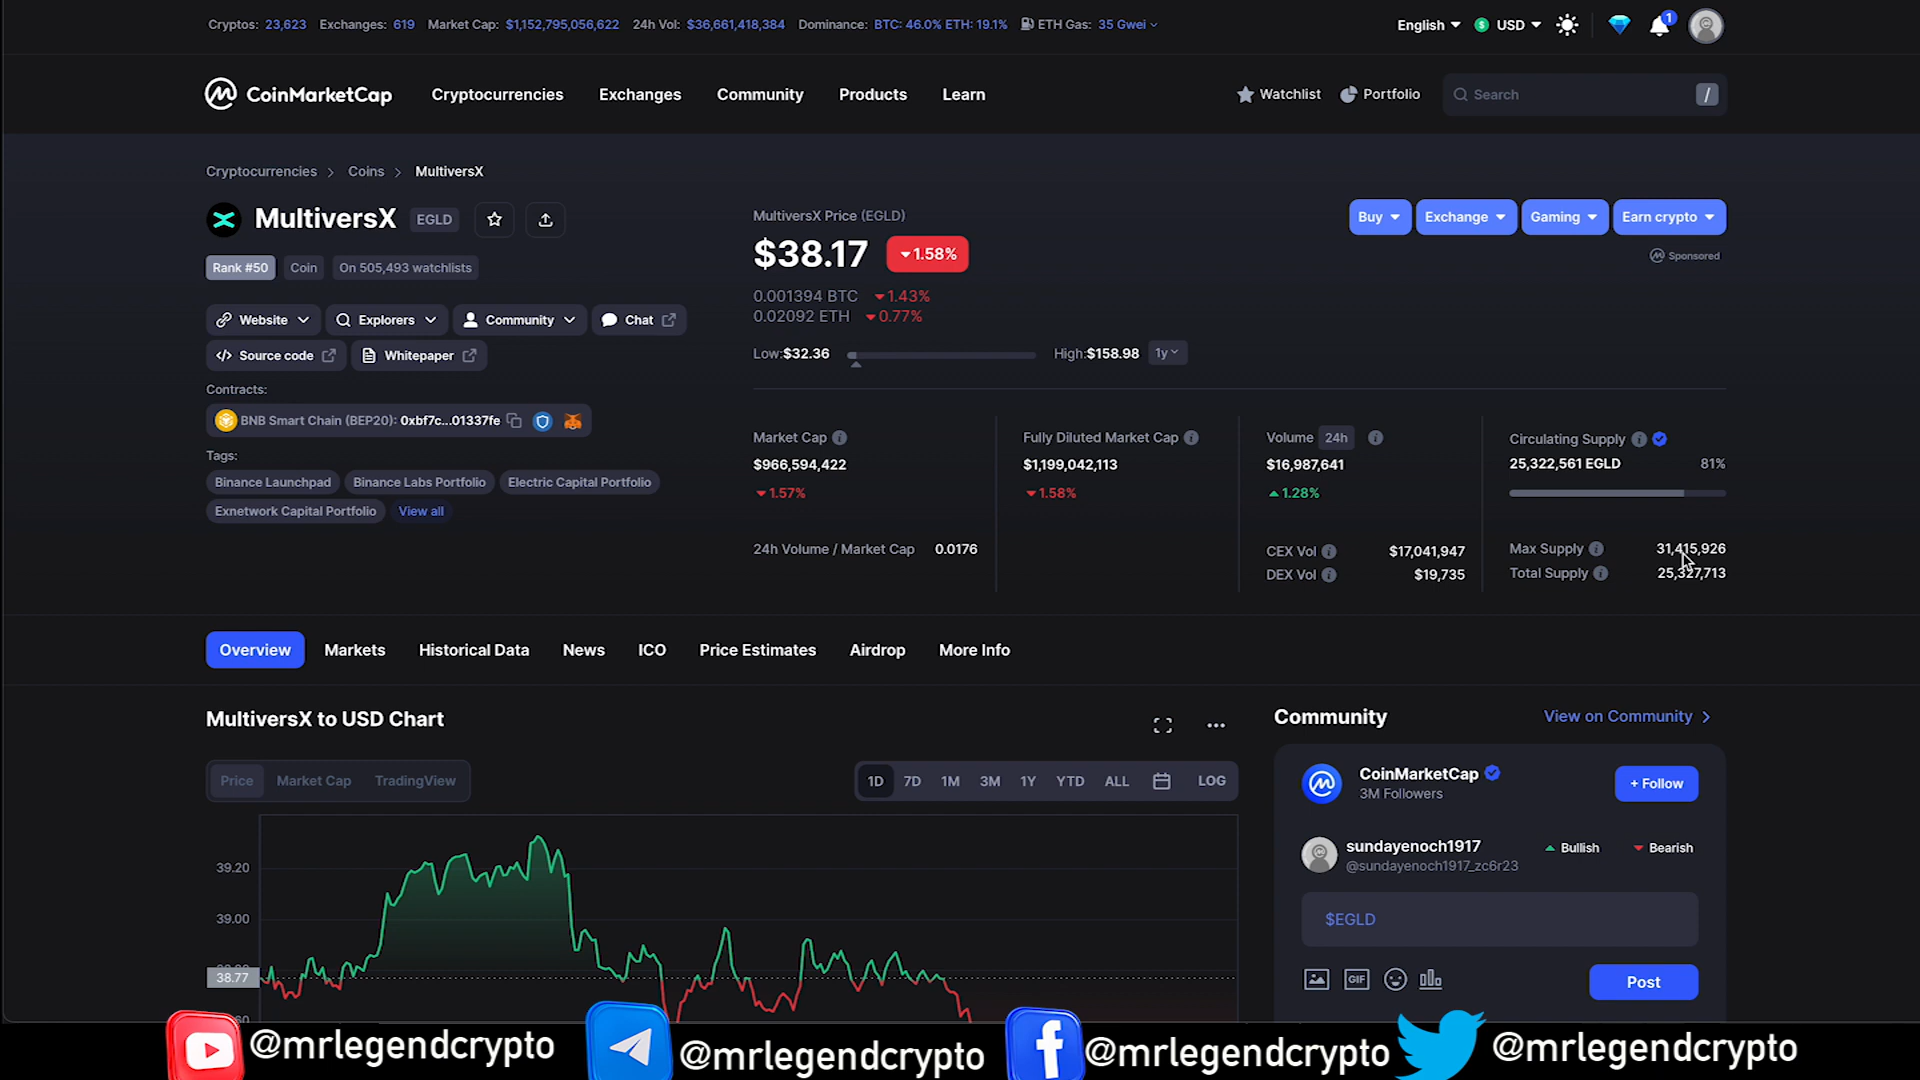 Cryptos: 23,623 Exchanges: 619 Market Cap: $1,152,795,056,622 24h Vol: $36,661,418,384 Dominance: BTC: 46.0% ETH: 19.1% ETH Gas: 35 Gwei
English USD 1
CoinMarketCap Cryptocurrencies Exchanges Community Products Learn Watchlist Portfolio Search /
Cryptocurrencies > Coins > MultiversX
MultiversX EGLD
Rank #50 Coin On 505,493 watchlists
Website Explorers Community Chat
Source code Whitepaper
Contracts:
BNB Smart Chain (BEP20): 0xbf7c...01337fe
Tags:
Binance Launchpad Binance Labs Portfolio Electric Capital Portfolio
Exnetwork Capital Portfolio View all
MultiversX Price (EGLD)
$38.17 1.58%
0.001394 BTC 1.43%
0.02092 ETH 0.77%
Low:$32.36 High:$158.98 1y
Buy Exchange Gaming Earn crypto
Sponsored
Market Cap
$966,594,422
1.57%
24h Volume / Market Cap 0.0176
Fully Diluted Market Cap
$1,199,042,113
1.58%
Volume 24h
$16,987,641
1.28%
CEX Vol $17,041,947
DEX Vol $19,735
Circulating Supply
25,322,561 EGLD 81%
Max Supply 31,415,926
Total Supply 25,327,713
Overview Markets Historical Data News ICO Price Estimates Airdrop More Info
MultiversX to USD Chart
Price Market Cap TradingView 1D 7D 1M 3M 1Y YTD ALL LOG
39.20
39.00
38.77
Community View on Community >
CoinMarketCap + Follow
3M Followers
sundayenoch1917 Bullish Bearish
@sundayenoch1917_zc6r23
$EGLD
GIF Post
@mrlegendcrypto @mrlegendcrypto @mrlegendcrypto @mrlegendcrypto